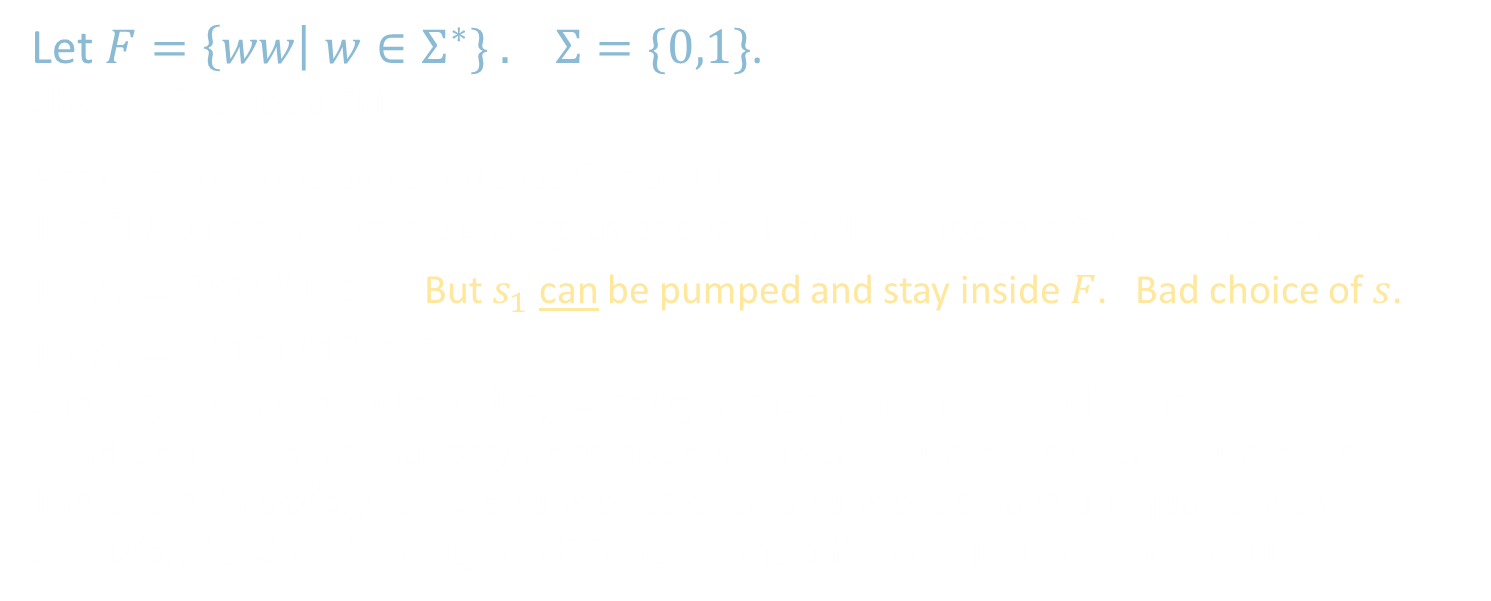 Let 𝐹 = {𝑤𝑤| 𝑤 ∈ Σ*} . Σ = {0,1}.
But 𝑠₁ can be pumped and stay inside 𝐹. Bad choice of 𝑠.